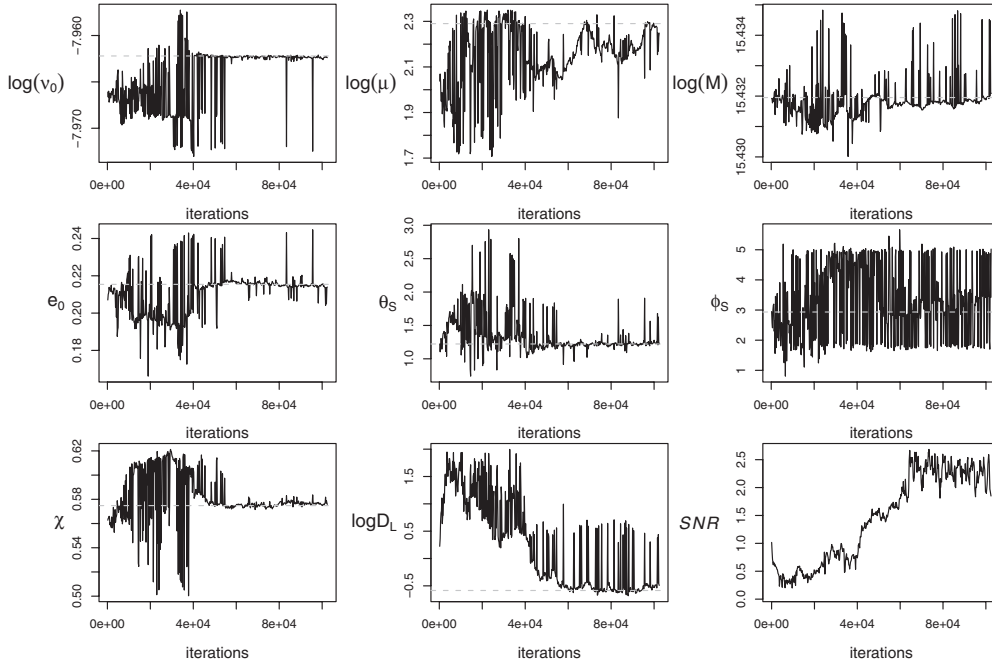 log(ν₀)
−7.960
−7.970
0e+00 4e+04 8e+04
iterations
log(μ)
2.3
2.1
1.9
1.7
0e+00 4e+04 8e+04
iterations
log(M)
15.434
15.432
15.430
0e+00 4e+04 8e+04
iterations
e₀
0.24
0.22
0.20
0.18
0e+00 4e+04 8e+04
iterations
θ_S
3.0
2.5
2.0
1.5
1.0
0e+00 4e+04 8e+04
iterations
ϕ_S
5
4
3
2
1
0e+00 4e+04 8e+04
iterations
χ
0.62
0.58
0.54
0.50
0e+00 4e+04 8e+04
iterations
logD_L
1.5
0.5
−0.5
0e+00 4e+04 8e+04
iterations
SNR
2.5
2.0
1.5
1.0
0.5
0.0
0e+00 4e+04 8e+04
iterations